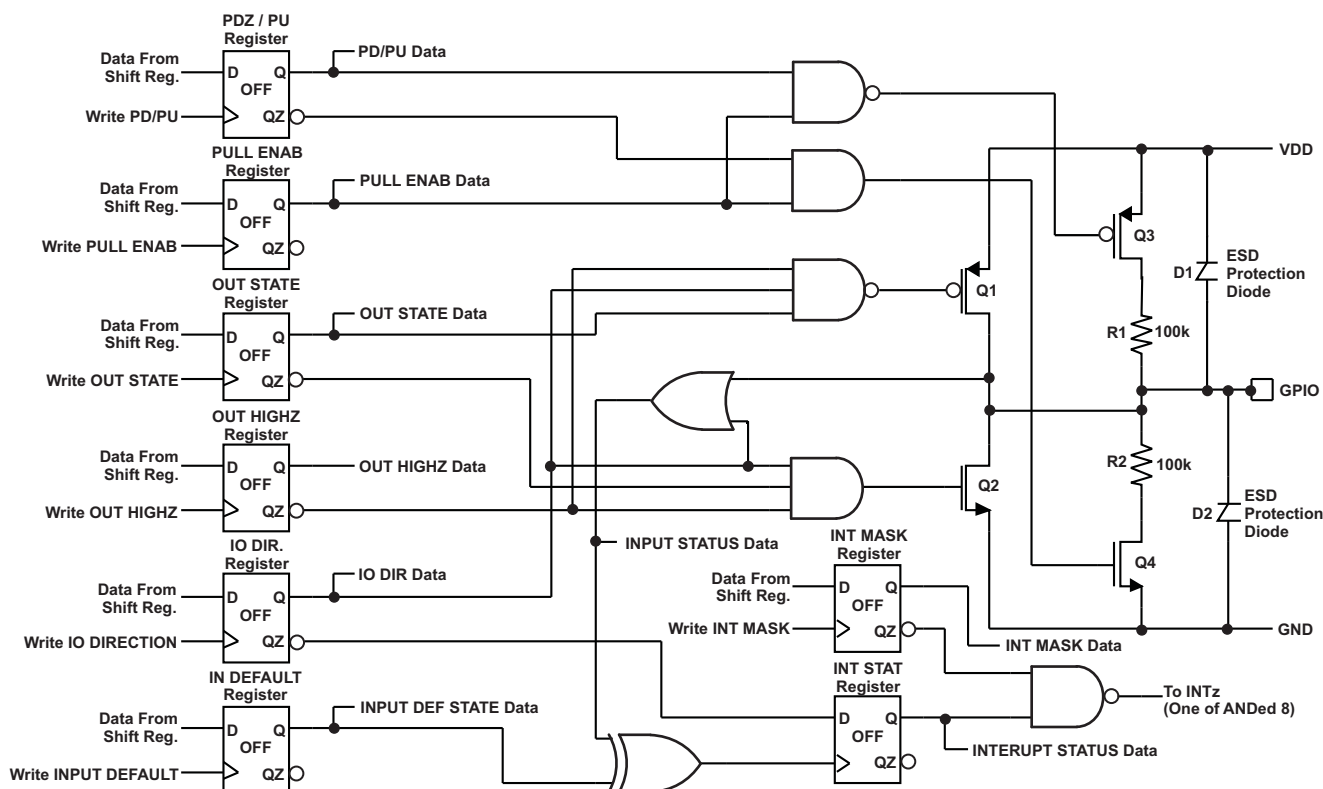 PDZ / PU
Register
Data From
Shift Reg.
D
Q
OFF
Write PD/PU
QZ
PD/PU Data
PULL ENAB
Register
Data From
Shift Reg.
D
Q
OFF
Write PULL ENAB
QZ
PULL ENAB Data
OUT STATE
Register
Data From
Shift Reg.
D
Q
OFF
Write OUT STATE
QZ
OUT STATE Data
OUT HIGHZ
Register
Data From
Shift Reg.
D
Q
OFF
Write OUT HIGHZ
QZ
OUT HIGHZ Data
IO DIR.
Register
Data From
Shift Reg.
D
Q
OFF
Write IO DIRECTION
QZ
IO DIR Data
IN DEFAULT
Register
Data From
Shift Reg.
D
Q
OFF
Write INPUT DEFAULT
QZ
INPUT DEF STATE Data
INPUT STATUS Data
INT MASK
Register
Data From
Shift Reg.
D
Q
OFF
Write INT MASK
QZ
INT MASK Data
INT STAT
Register
D
Q
OFF
QZ
INTERUPT STATUS Data
To INTz
(One of ANDed 8)
VDD
Q3
D1
ESD
Protection
Diode
Q1
R1
100k
GPIO
R2
100k
Q2
D2
ESD
Protection
Diode
Q4
GND